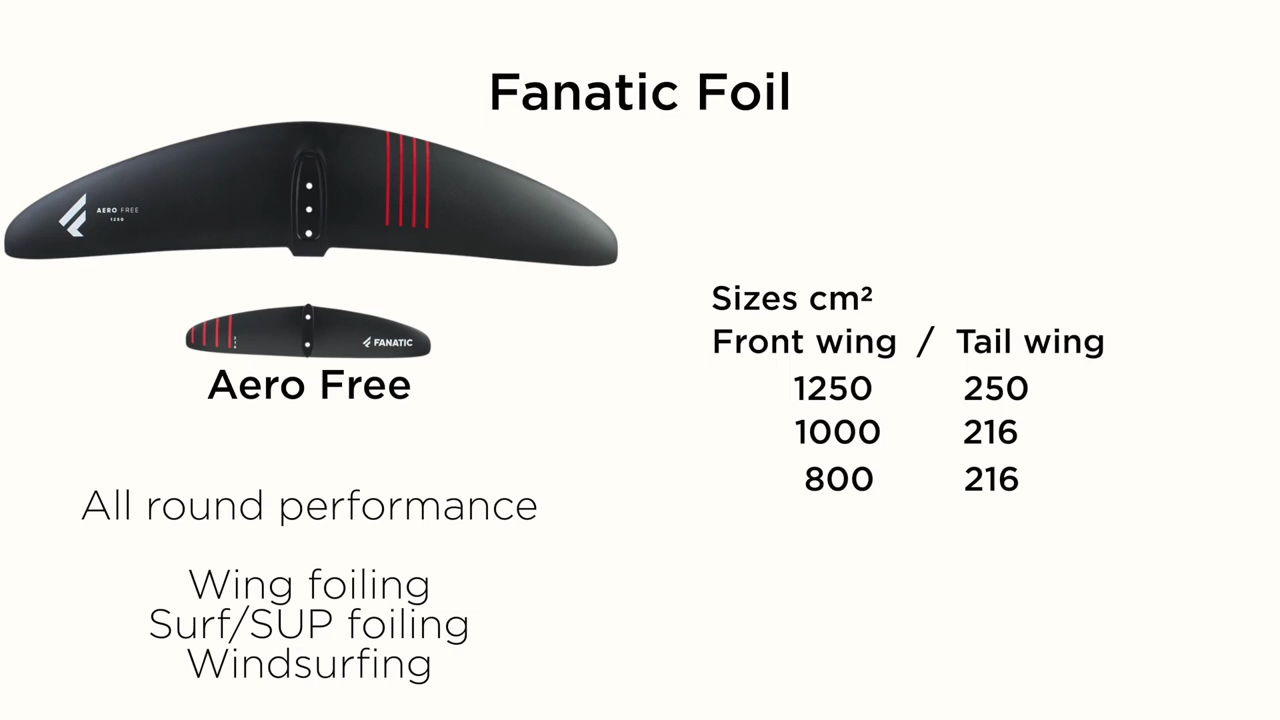 Fanatic Foil
AERO FREE
1250
FANATIC
Aero Free
All round performance
Wing foiling
Surf/SUP foiling
Windsurfing
Sizes cm²
Front wing / Tail wing
1250 250
1000 216
800 216